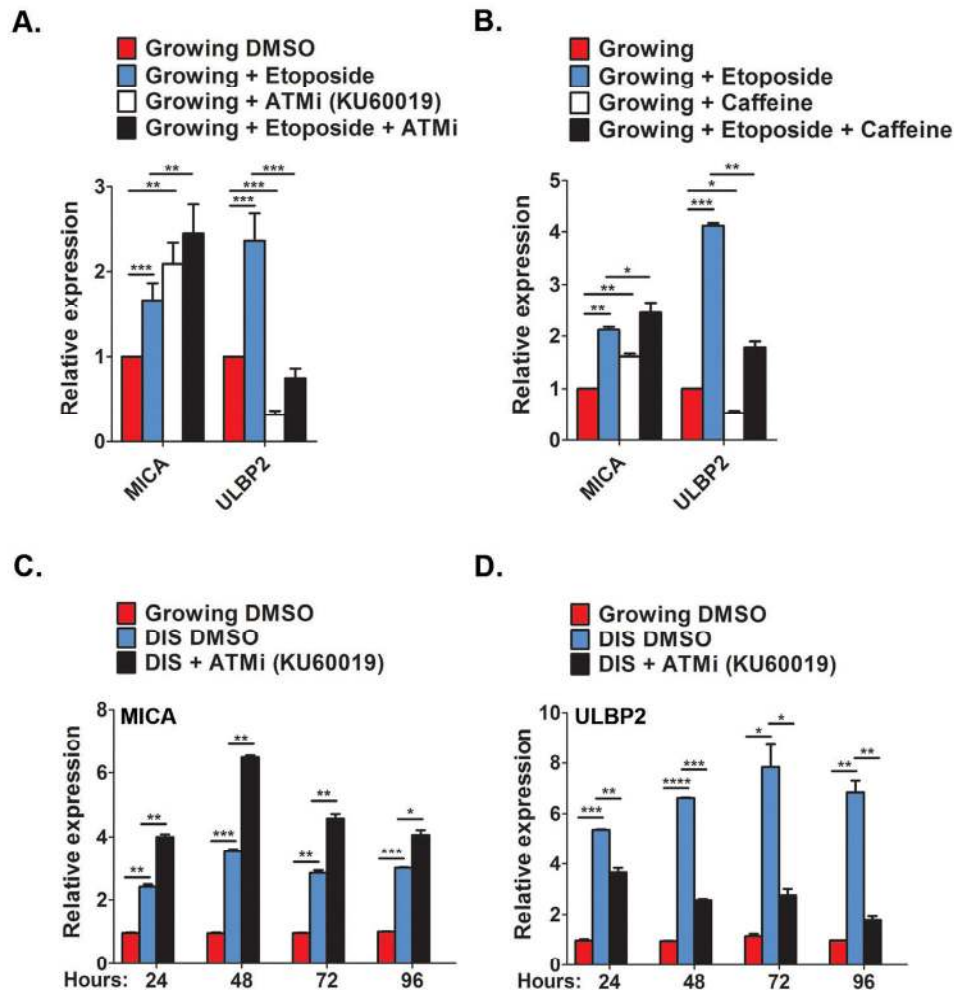 A.
Growing DMSO
Growing + Etoposide
Growing + ATMi (KU60019)
Growing + Etoposide + ATMi
Relative expression
3
2
1
0
** **
*** *** *** ***
MICA
ULBP2
B.
Growing
Growing + Etoposide
Growing + Caffeine
Growing + Etoposide + Caffeine
Relative expression
5
4
3
2
1
0
** ** *
*** * **
MICA
ULBP2
C.
Growing DMSO
DIS DMSO
DIS + ATMi (KU60019)
MICA
Relative expression
8
6
4
2
0
** **
*** **
** **
*** *
Hours: 24 48 72 96
D.
Growing DMSO
DIS DMSO
DIS + ATMi (KU60019)
ULBP2
Relative expression
10
8
6
4
2
0
*** **
**** ***
* *
** **
Hours: 24 48 72 96